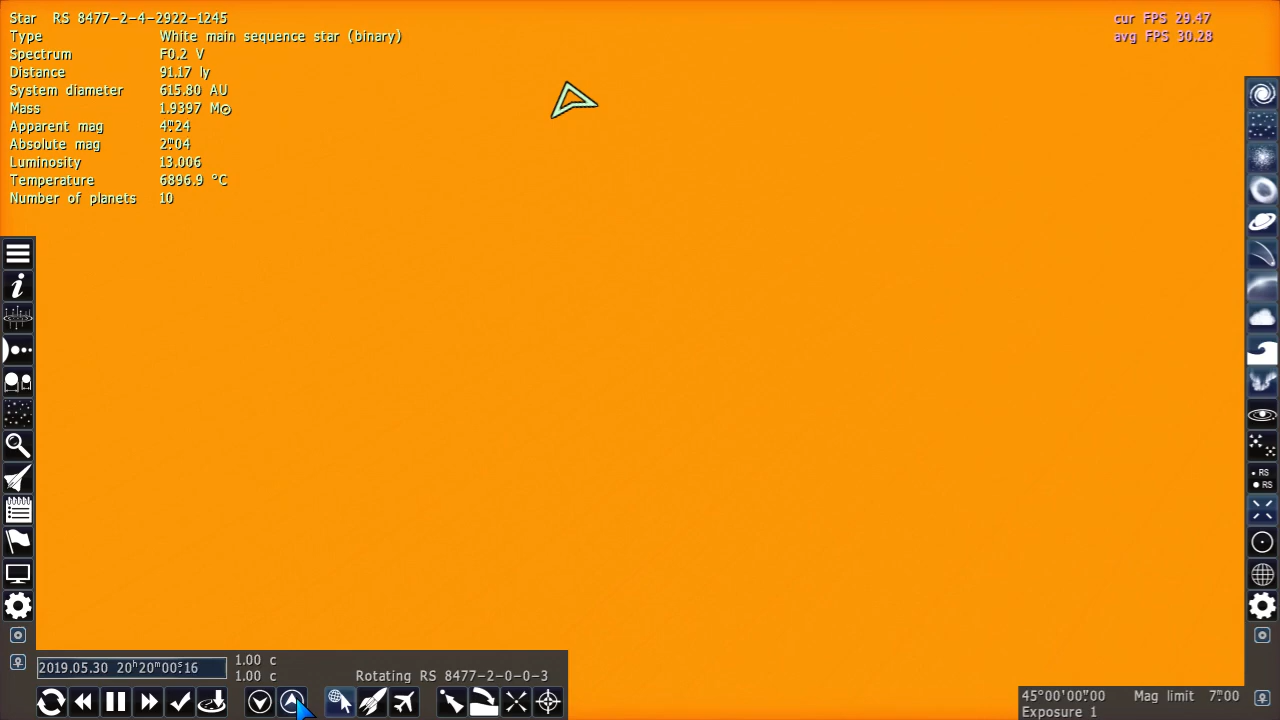 Star RS 8477-2-4-2922-1245
Type White main sequence star (binary)
Spectrum F0.2 V
Distance 91.17 ly
System diameter 615.80 AU
Mass 1.9397 M☉
Apparent mag 4ᵐ24
Absolute mag 2ᵐ04
Luminosity 13.006
Temperature 6896.9 °C
Number of planets 10
cur FPS 29.47
avg FPS 30.28
RS
RS
2019.05.30 20ʰ20ᵐ00ˢ16
1.00 c
1.00 c
Rotating RS 8477-2-0-0-3
45°00'00"00 Mag limit 7ᵐ00
Exposure 1